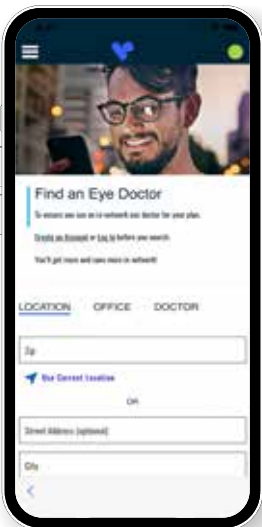 Find an Eye Doctor
To ensure you see an in-network eye doctor for your plan.
Create an Account or Log In before you search.
You'll get more and save more in network!
LOCATION OFFICE DOCTOR
Zip
Use Current Location
OR
Street Address (optional)
City